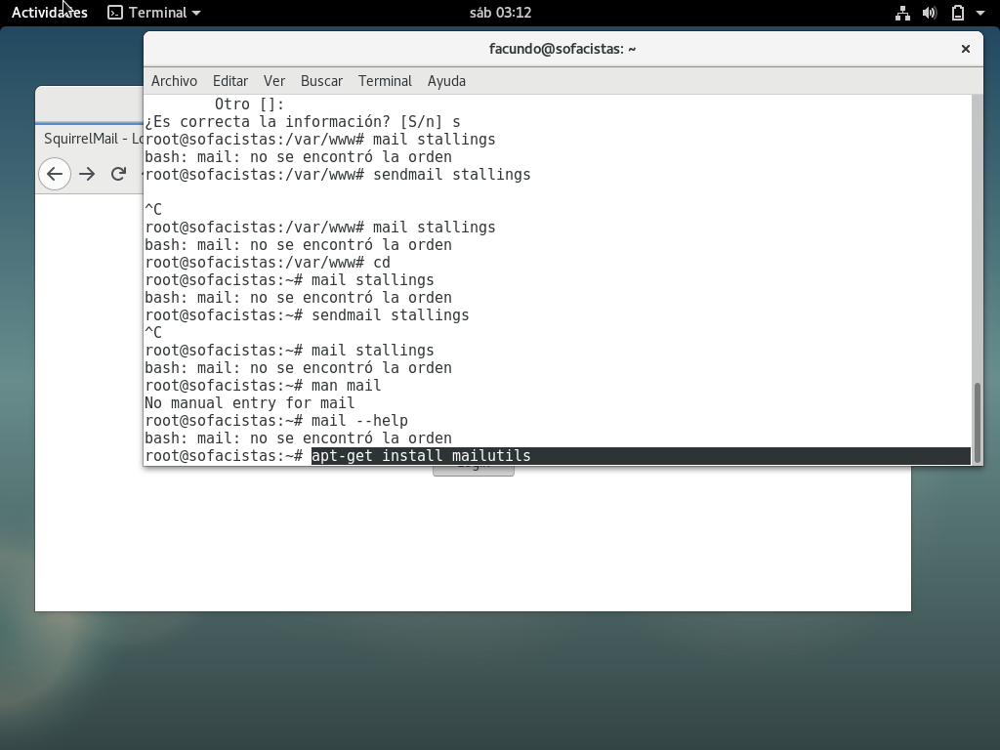 Actividades Terminal sáb 03:12
facundo@sofacistas: ~
Archivo Editar Ver Buscar Terminal Ayuda
Otro []:
¿Es correcta la información? [S/n] s
SquirrelMail - Lo
root@sofacistas:/var/www# mail stallings
bash: mail: no se encontró la orden
root@sofacistas:/var/www# sendmail stallings
^C
root@sofacistas:/var/www# mail stallings
bash: mail: no se encontró la orden
root@sofacistas:/var/www# cd
root@sofacistas:~# mail stallings
bash: mail: no se encontró la orden
root@sofacistas:~# sendmail stallings
^C
root@sofacistas:~# mail stallings
bash: mail: no se encontró la orden
root@sofacistas:~# man mail
No manual entry for mail
root@sofacistas:~# mail --help
bash: mail: no se encontró la orden
root@sofacistas:~# apt-get install mailutils